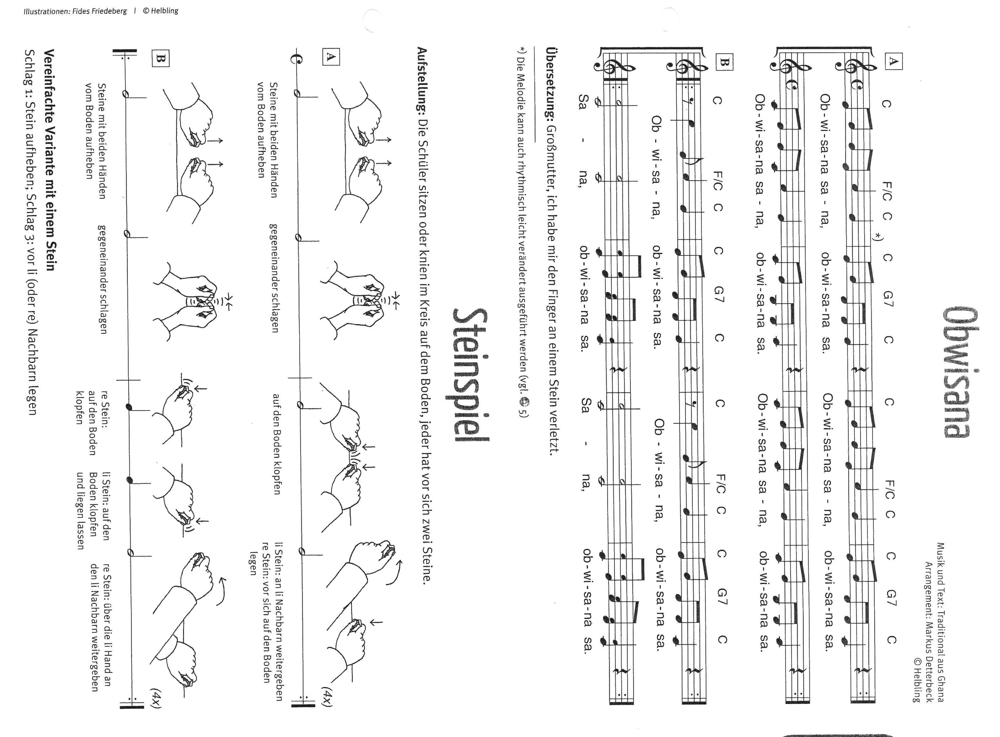 Obwisana
Musik und Text: Traditional aus Ghana
Arrangement: Markus Detterbeck
© Helbling
A
C F/C C *) C G7 C C F/C C C G7 C
Ob - wi - sa - na sa - na, ob - wi - sa - na sa. Ob - wi - sa - na sa - na, ob - wi - sa - na sa.
Ob - wi - sa - na sa - na, ob - wi - sa - na sa. Ob - wi - sa - na sa - na, ob - wi - sa - na sa.
B
C F/C C C G7 C C F/C C C G7 C
Ob - wi - sa - na, ob - wi - sa - na sa. Ob - wi - sa - na, ob - wi - sa - na sa.
Sa - na, ob - wi - sa - na sa. Sa - na, ob - wi - sa - na sa.
Übersetzung: Großmutter, ich habe mir den Finger an einem Stein verletzt.
*) Die Melodie kann auch rhythmisch leicht verändert ausgeführt werden (vgl. 5)
Steinspiel
Aufstellung: Die Schüler sitzen oder knien im Kreis auf dem Boden, jeder hat vor sich zwei Steine.
A
(4x)
Steine mit beiden Händen
vom Boden aufheben
gegeneinander schlagen
auf den Boden klopfen
li Stein: an li Nachbarn weitergeben
re Stein: vor sich auf den Boden
legen
B
(4x)
Steine mit beiden Händen
vom Boden aufheben
gegeneinander schlagen
re Stein:
auf den Boden
klopfen
li Stein: auf den
Boden klopfen
und liegen lassen
re Stein: über die li Hand an
den li Nachbarn weitergeben
Vereinfachte Variante mit einem Stein
Schlag 1: Stein aufheben; Schlag 3: vor li (oder re) Nachbarn legen
Illustrationen: Fides Friedeberg | © Helbling